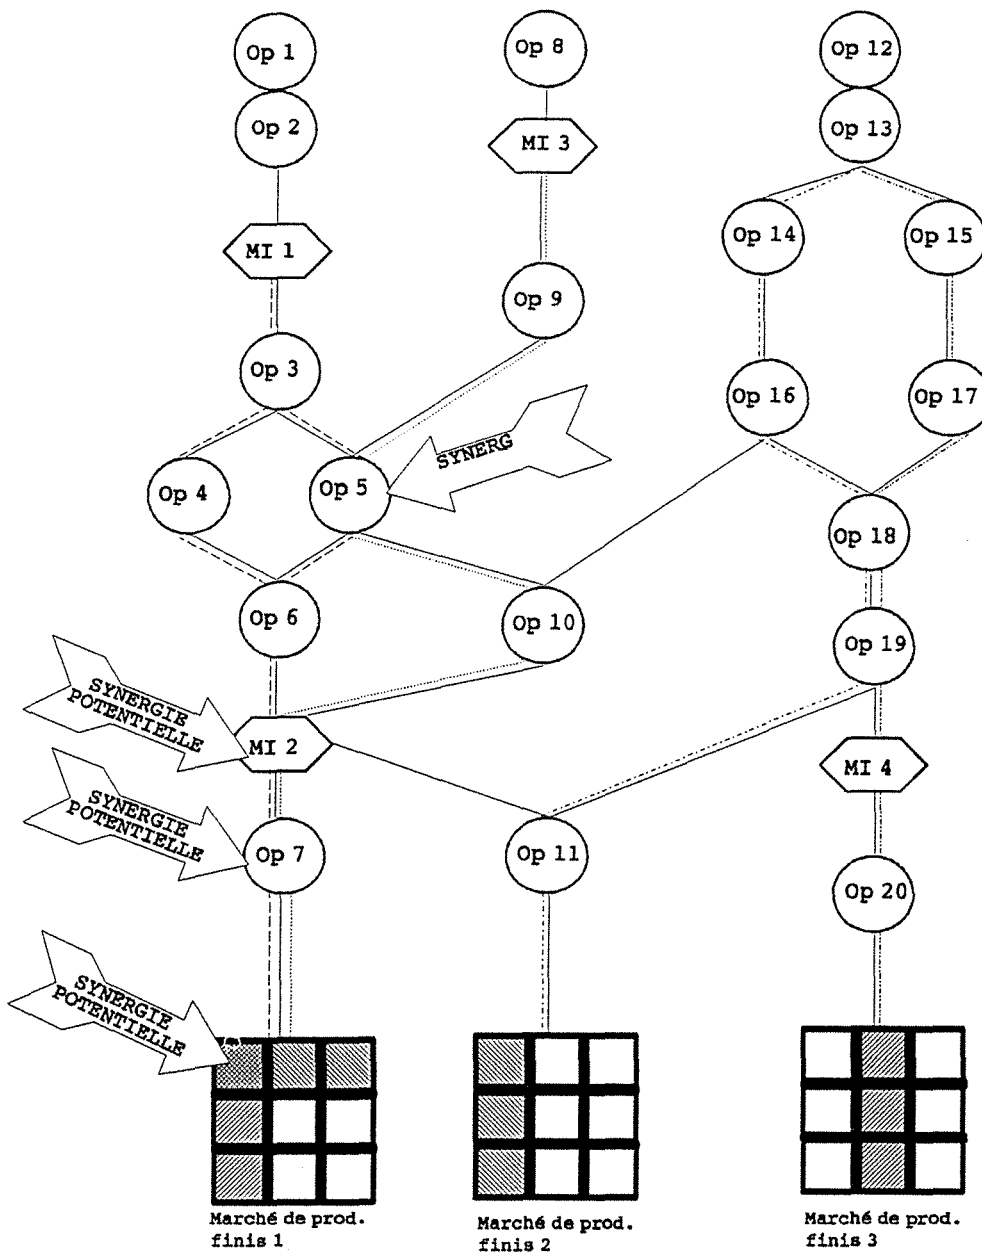 Op 1
Op 8
Op 12
Op 2
MI 3
Op 13
MI 1
Op 14
Op 15
Op 9
Op 3
Op 16
Op 17
SYNERG
Op 4
Op 5
Op 18
Op 6
Op 10
Op 19
SYNERGIE
POTENTIELLE
MI 2
MI 4
SYNERGIE
POTENTIELLE
Op 7
Op 11
Op 20
SYNERGIE
POTENTIELLE
Marché de prod.
finis 1
Marché de prod.
finis 2
Marché de prod.
finis 3